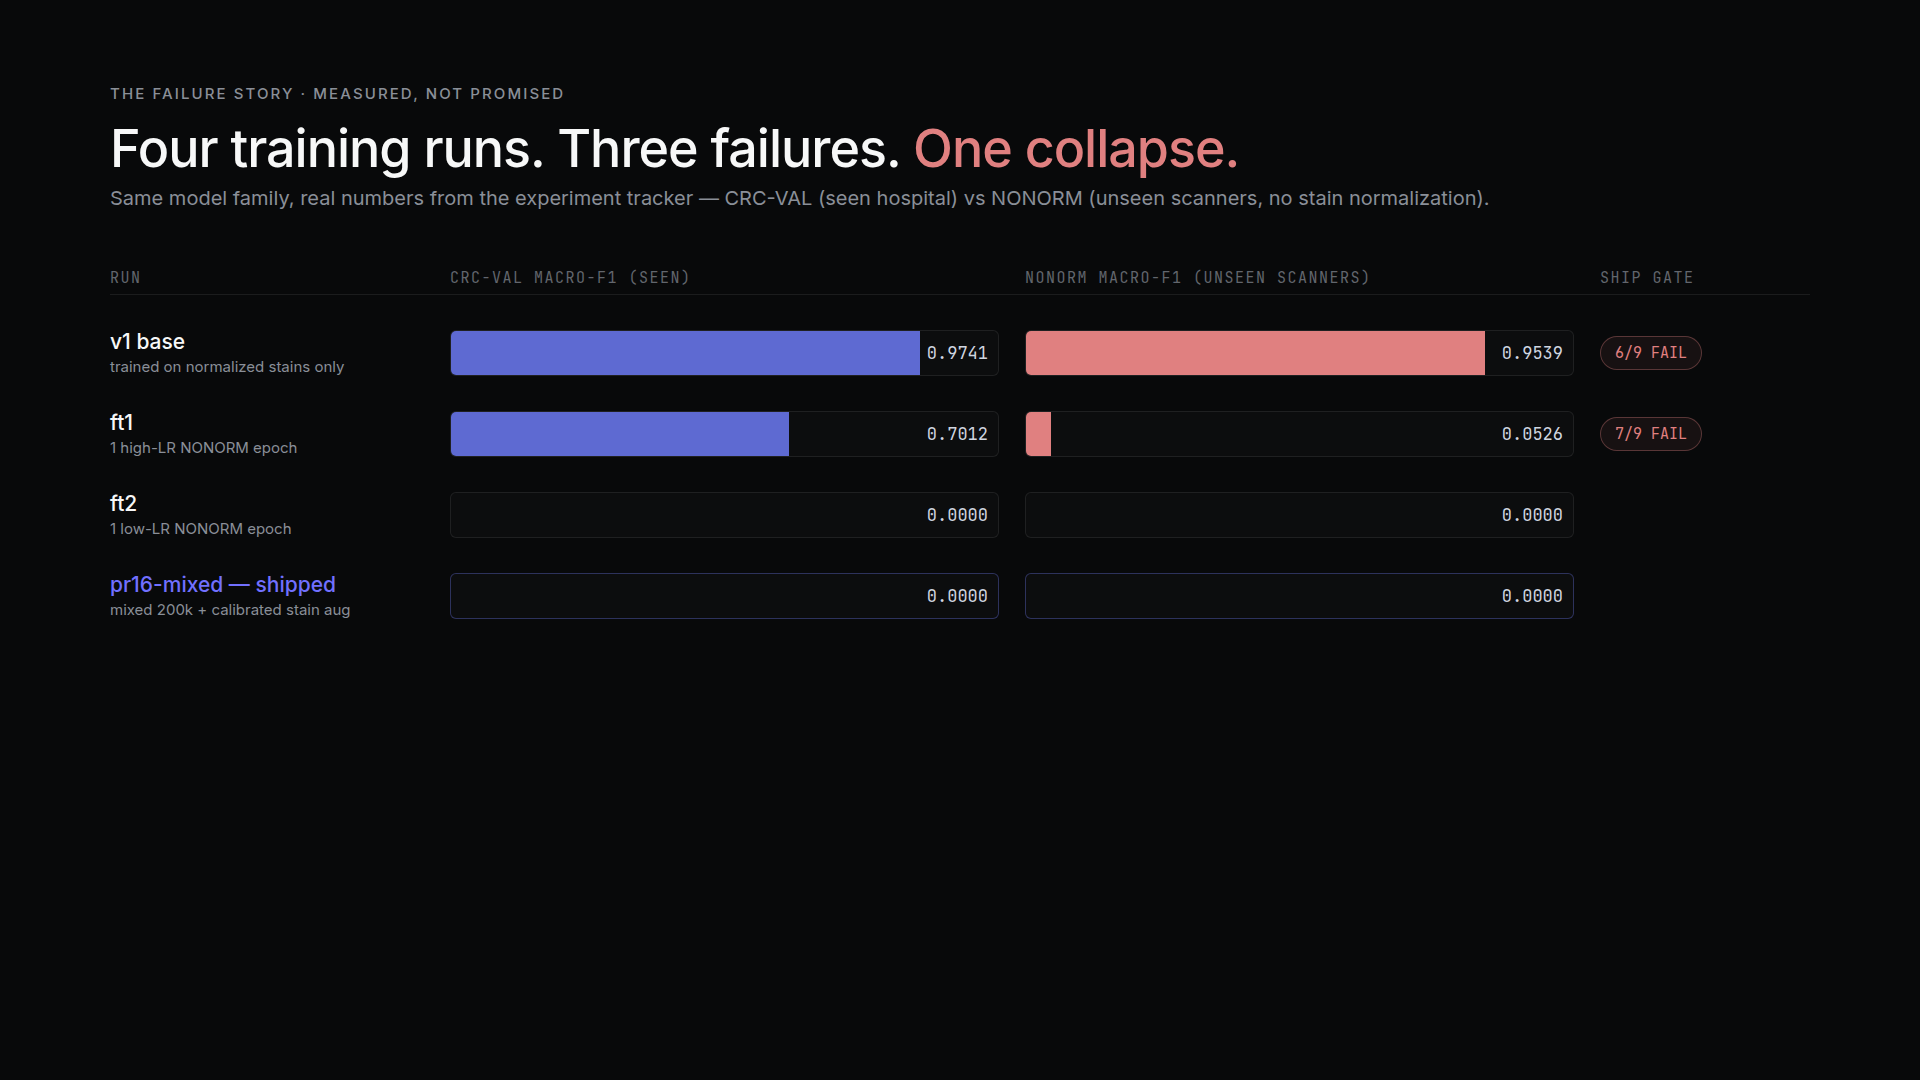 THE FAILURE STORY · MEASURED, NOT PROMISED
Four training runs. Three failures. One collapse.
Same model family, real numbers from the experiment tracker — CRC-VAL (seen hospital) vs NONORM (unseen scanners, no stain normalization).
RUN CRC-VAL MACRO-F1 (SEEN) NONORM MACRO-F1 (UNSEEN SCANNERS) SHIP GATE
v1 base
trained on normalized stains only
0.9741 0.9539 6/9 FAIL
ft1
1 high-LR NONORM epoch
0.7012 0.0526 7/9 FAIL
ft2
1 low-LR NONORM epoch
0.0000 0.0000
pr16-mixed — shipped
mixed 200k + calibrated stain aug
0.0000 0.0000